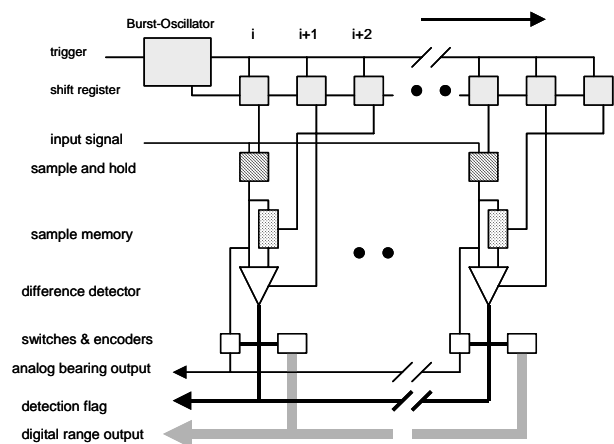 Burst-Oscillator
i i+1 i+2
trigger
shift register
input signal
sample and hold
sample memory
difference detector
switches & encoders
analog bearing output
detection flag
digital range output